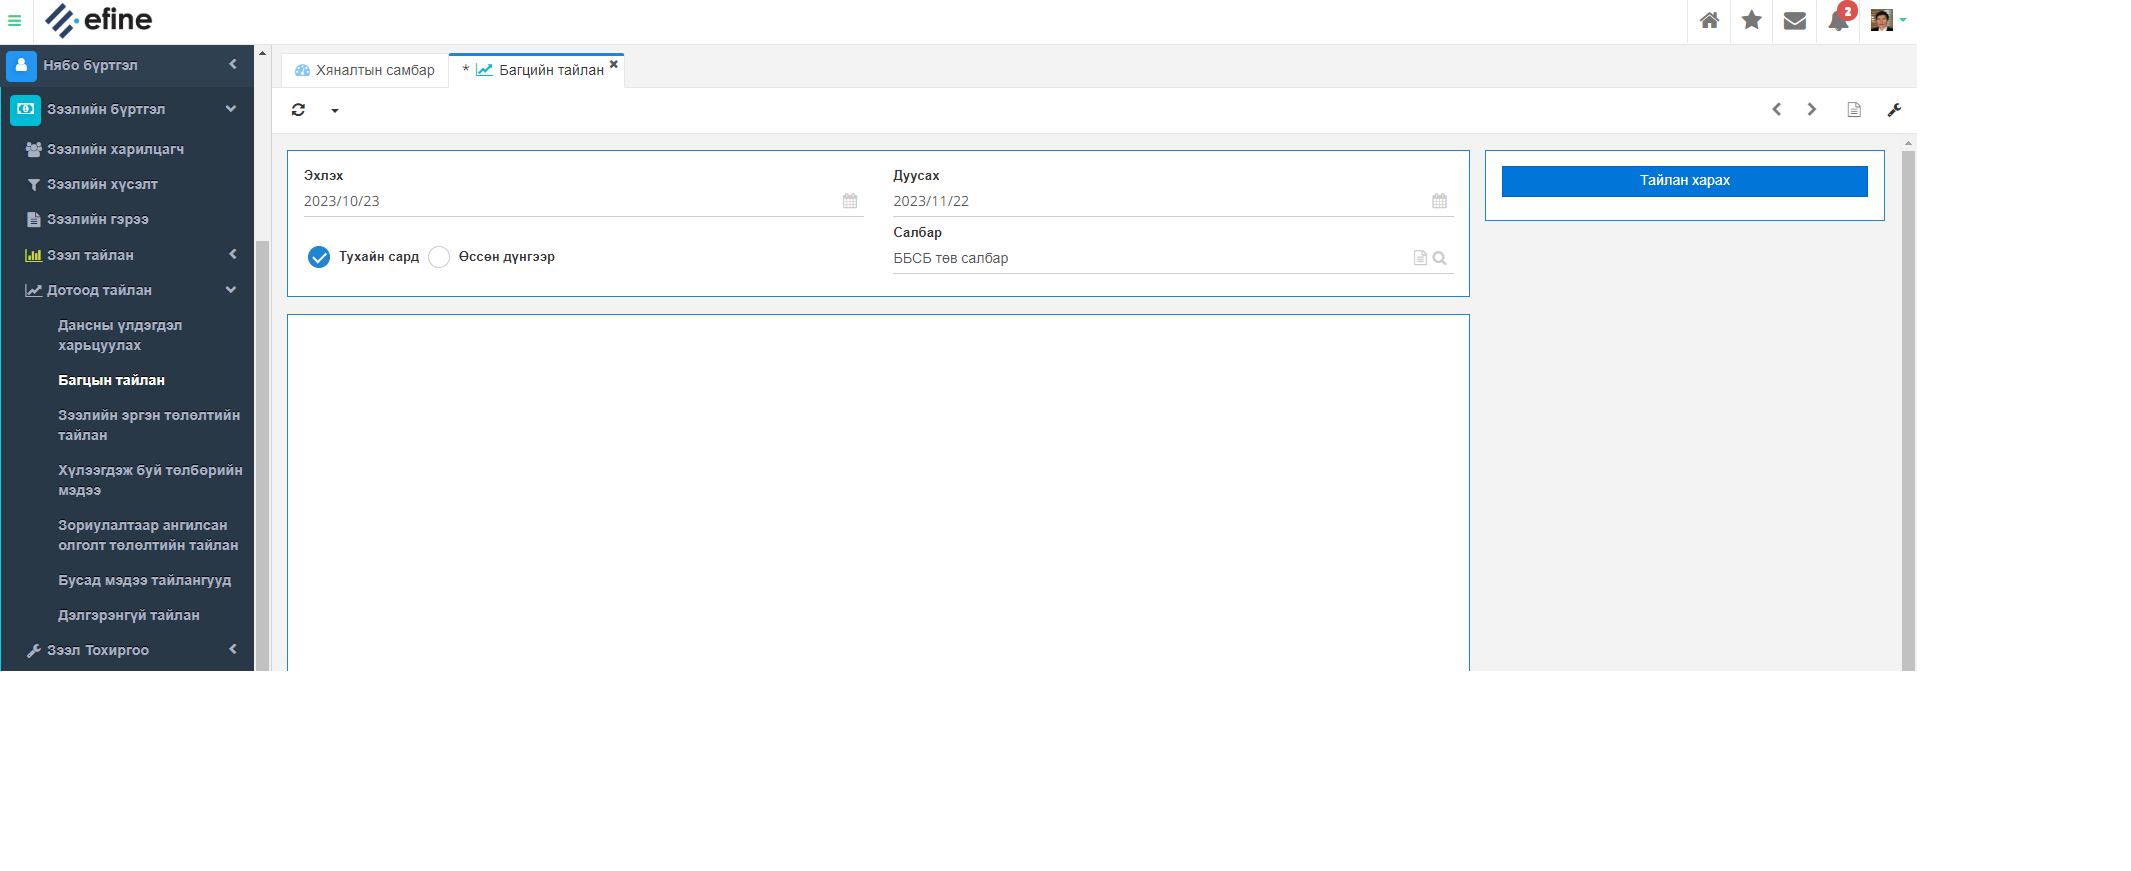 efine
2
Нябо бүртгэл
Зээлийн бүртгэл
Зээлийн харилцагч
Зээлийн хүсэлт
Зээлийн гэрээ
Зээл тайлан
Дотоод тайлан
Дансны үлдэгдэл
харьцуулах
Багцын тайлан
Зээлийн эргэн төлөлтийн
тайлан
Хүлээгдэж буй төлбөрийн
мэдээ
Зориулалтаар ангилсан
олголт төлөлтийн тайлан
Бусад мэдээ тайлангууд
Дэлгэрэнгүй тайлан
Зээл Тохиргоо
Хяналтын самбар
* Багцийн тайлан
Эхлэх
2023/10/23
Дуусах
2023/11/22
Тухайн сард
Өссөн дүнгээр
Салбар
ББСБ төв салбар
Тайлан харах